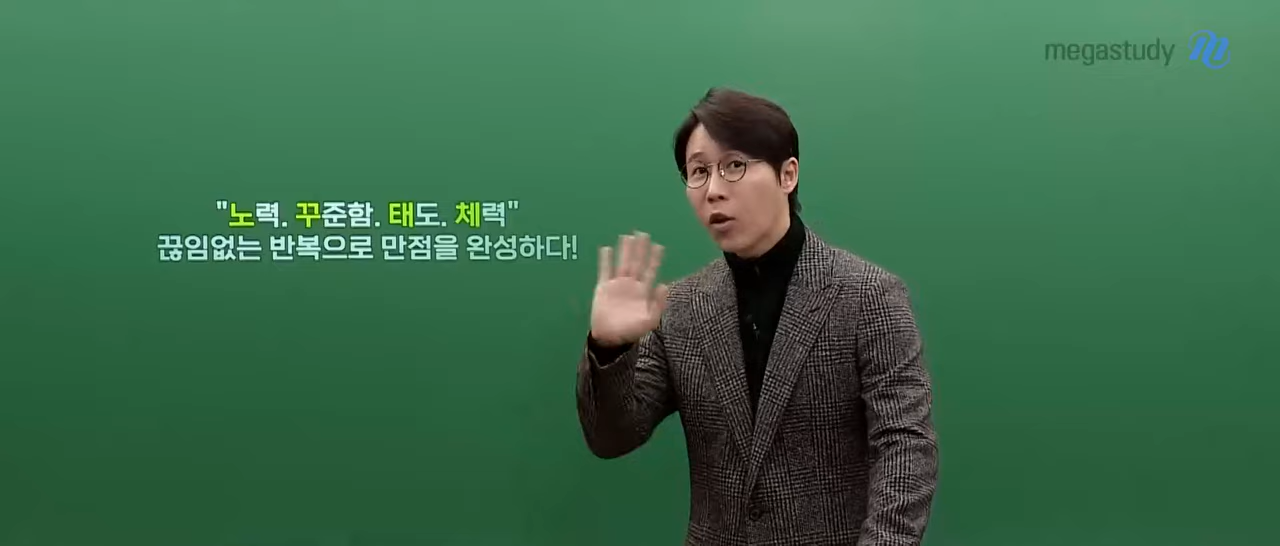 megastudy
"노력. 꾸준함. 태도. 체력"
끊임없는 반복으로 만점을 완성하다!